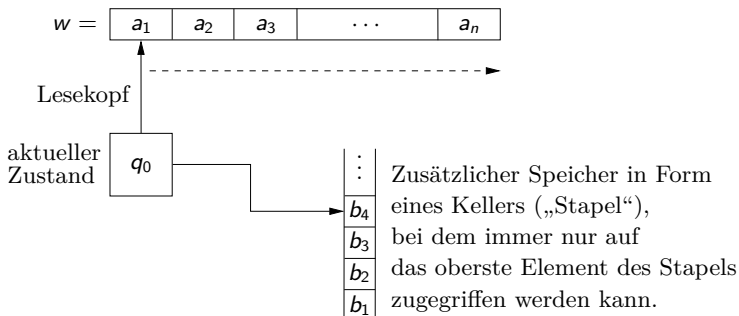 w = a₁ a₂ a₃ ⋯ aₙ
Lesekopf
aktueller
Zustand
q₀
⋮
b₄
b₃
b₂
b₁
Zusätzlicher Speicher in Form
eines Kellers („Stapel“),
bei dem immer nur auf
das oberste Element des Stapels
zugegriffen werden kann.